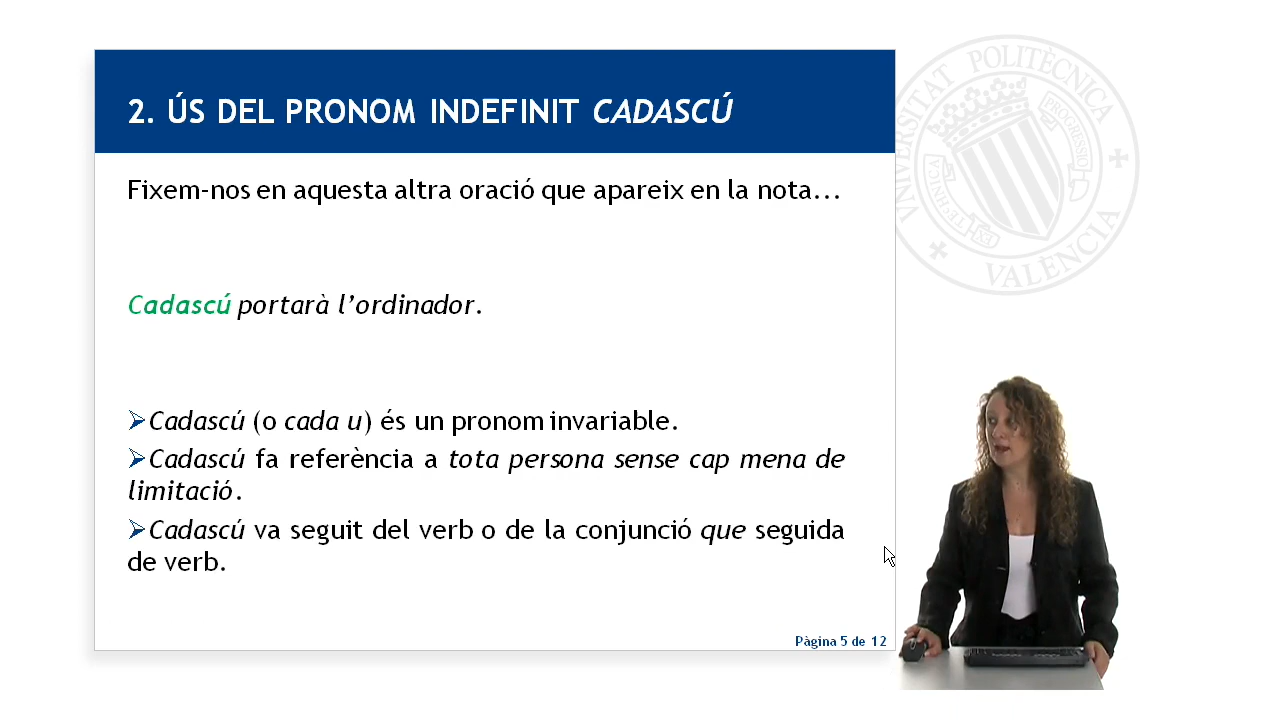 2. ÚS DEL PRONOM INDEFINIT CADASCÚ
Fixem-nos en aquesta altra oració que apareix en la nota...
Cadascú portarà l'ordinador.
Cadascú (o cada u) és un pronom invariable.
Cadascú fa referència a tota persona sense cap mena de
limitació.
Cadascú va seguit del verb o de la conjunció que seguida
de verb.
Pàgina 5 de 12
UNIVERSITAT POLITÈCNICA
VALÈNCIA